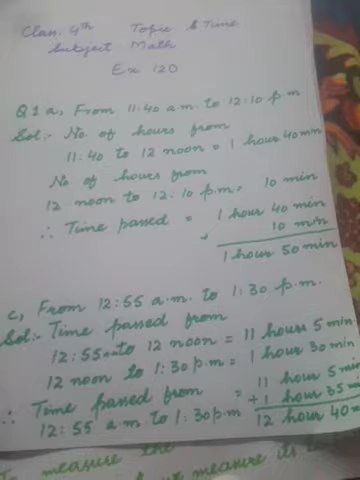 Class 4th Topic 8 Time
Subject Math
Ex 120
Q1 a, From 11:40 a.m. to 12:10 p.m
Sol:- No. of hours from
11:40 to 12 noon = 1 hour 40 min
No of hours from
12 noon to 12:10 p.m. = 10 min
∴ Time passed = 1 hour 40 min
10 min
1 hour 50 min
c, From 12:55 a.m. to 1:30 p.m.
Sol:- Time passed from
12:55 to 12 noon = 11 hours 5 min
12 noon to 1:30 p.m = 1 hour 30 min
∴ Time passed from = 11 hour 5 min
12:55 a.m to 1:30 p.m + 1 hour 35 m
12 hour 40 m
To measure the
measure its